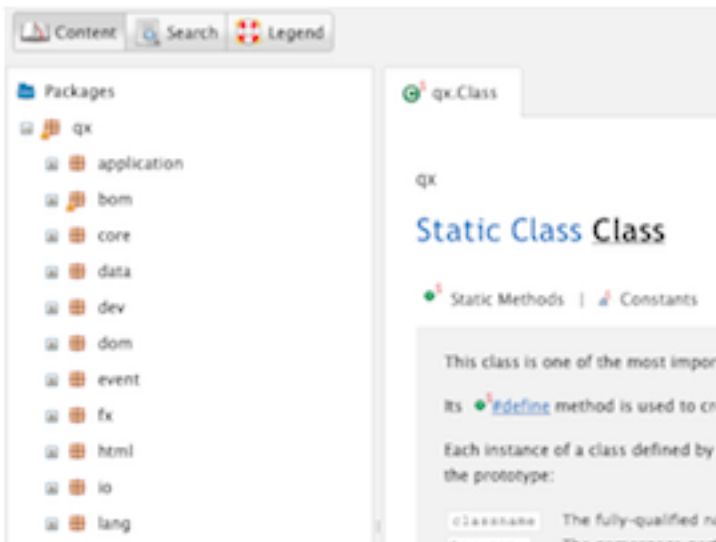 Content Search Legend
Packages
qx
application
bom
core
data
dev
dom
event
fx
html
io
lang
qx.Class
qx
Static Class Class
Static Methods | Constants
This class is one of the most
Its #define method is used to
Each instance of a class defined by
the prototype:
classname The fully-qualified